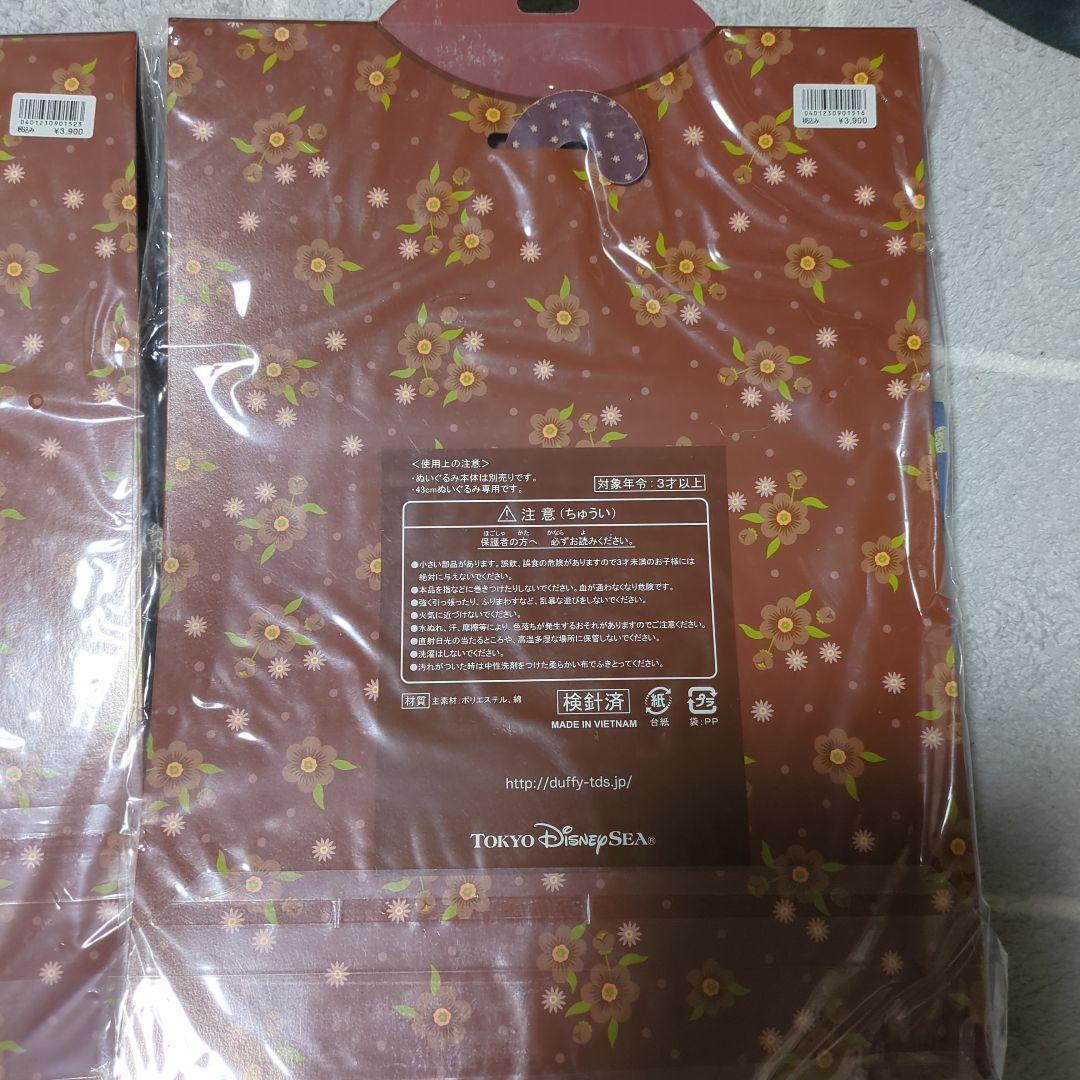 0401230901523
税込み ¥3,900
0401230901516
税込み ¥3,900
＜使用上の注意＞
・ぬいぐるみ本体は別売りです。
・43cmぬいぐるみ専用です。
対象年令：3才以上
注意（ちゅうい）
ほごしゃ かた かなら よ
保護者の方へ 必ずお読みください。
●小さい部品があります。誤飲、誤食の危険がありますので3才未満のお子様には
絶対に与えないでください。
●本品を指などに巻きつけたりしないでください。血が通わなくなり危険です。
●強く引っ張ったり、ふりまわすなど、乱暴な遊びをしないでください。
●火気に近づけないでください。
●水ぬれ、汗、摩擦等により、色落ちが発生するおそれがありますのでご注意ください。
●直射日光の当たるところや、高温多湿な場所に保管しないでください。
●洗濯はしないでください。
●汚れがついた時は中性洗剤をつけた柔らかい布でふきとってください。
材質 主素材：ポリエステル、綿
検針済
MADE IN VIETNAM
紙
台紙
プラ
袋：PP
http://duffy-tds.jp/
TOKYO DISNEY SEA®